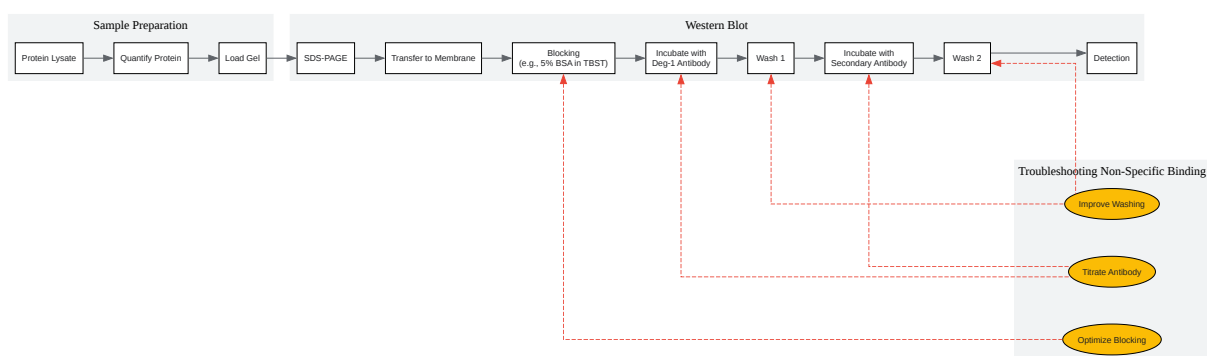 Sample Preparation
Western Blot
Protein Lysate
Quantify Protein
Load Gel
SDS-PAGE
Transfer to Membrane
Blocking
(e.g., 5% BSA in TBST)
Incubate with
Deg-1 Antibody
Wash 1
Incubate with
Secondary Antibody
Wash 2
Detection
Troubleshooting Non-Specific Binding
Improve Washing
Titrate Antibody
Optimize Blocking